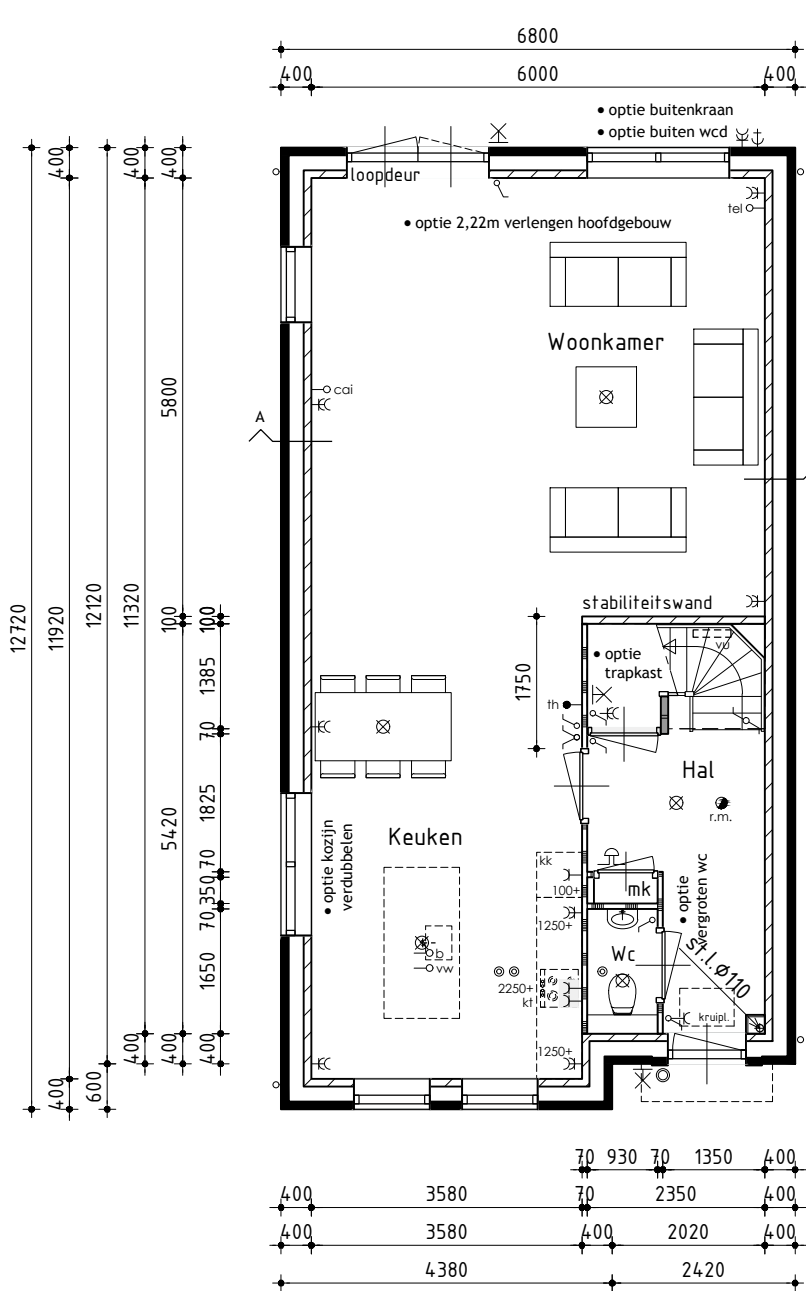 6800
400
6000
400
• optie buitenkraan
• optie buiten wcd
loopdeur
tel
• optie 2,22m verlengen hoofdgebouw
Woonkamer
cai
A
stabiliteitswand
• optie
trapkast
vu
1750
th
Hal
r.m.
Keuken
• optie kozijn
verdubbelen
kk
100+
mk
1250+
• optie
vergroten wc
Wc
st.l.ø110
b
vw
2250+
kt
kruipl.
1250+
12720
400
11920
400
12120
600
400
11320
400
400
5800
100
5420
400
100
1385
70
1825
70
350
70
1650
400
70
930
70
1350
400
400
3580
70
2350
400
400
3580
400
2020
400
4380
2420